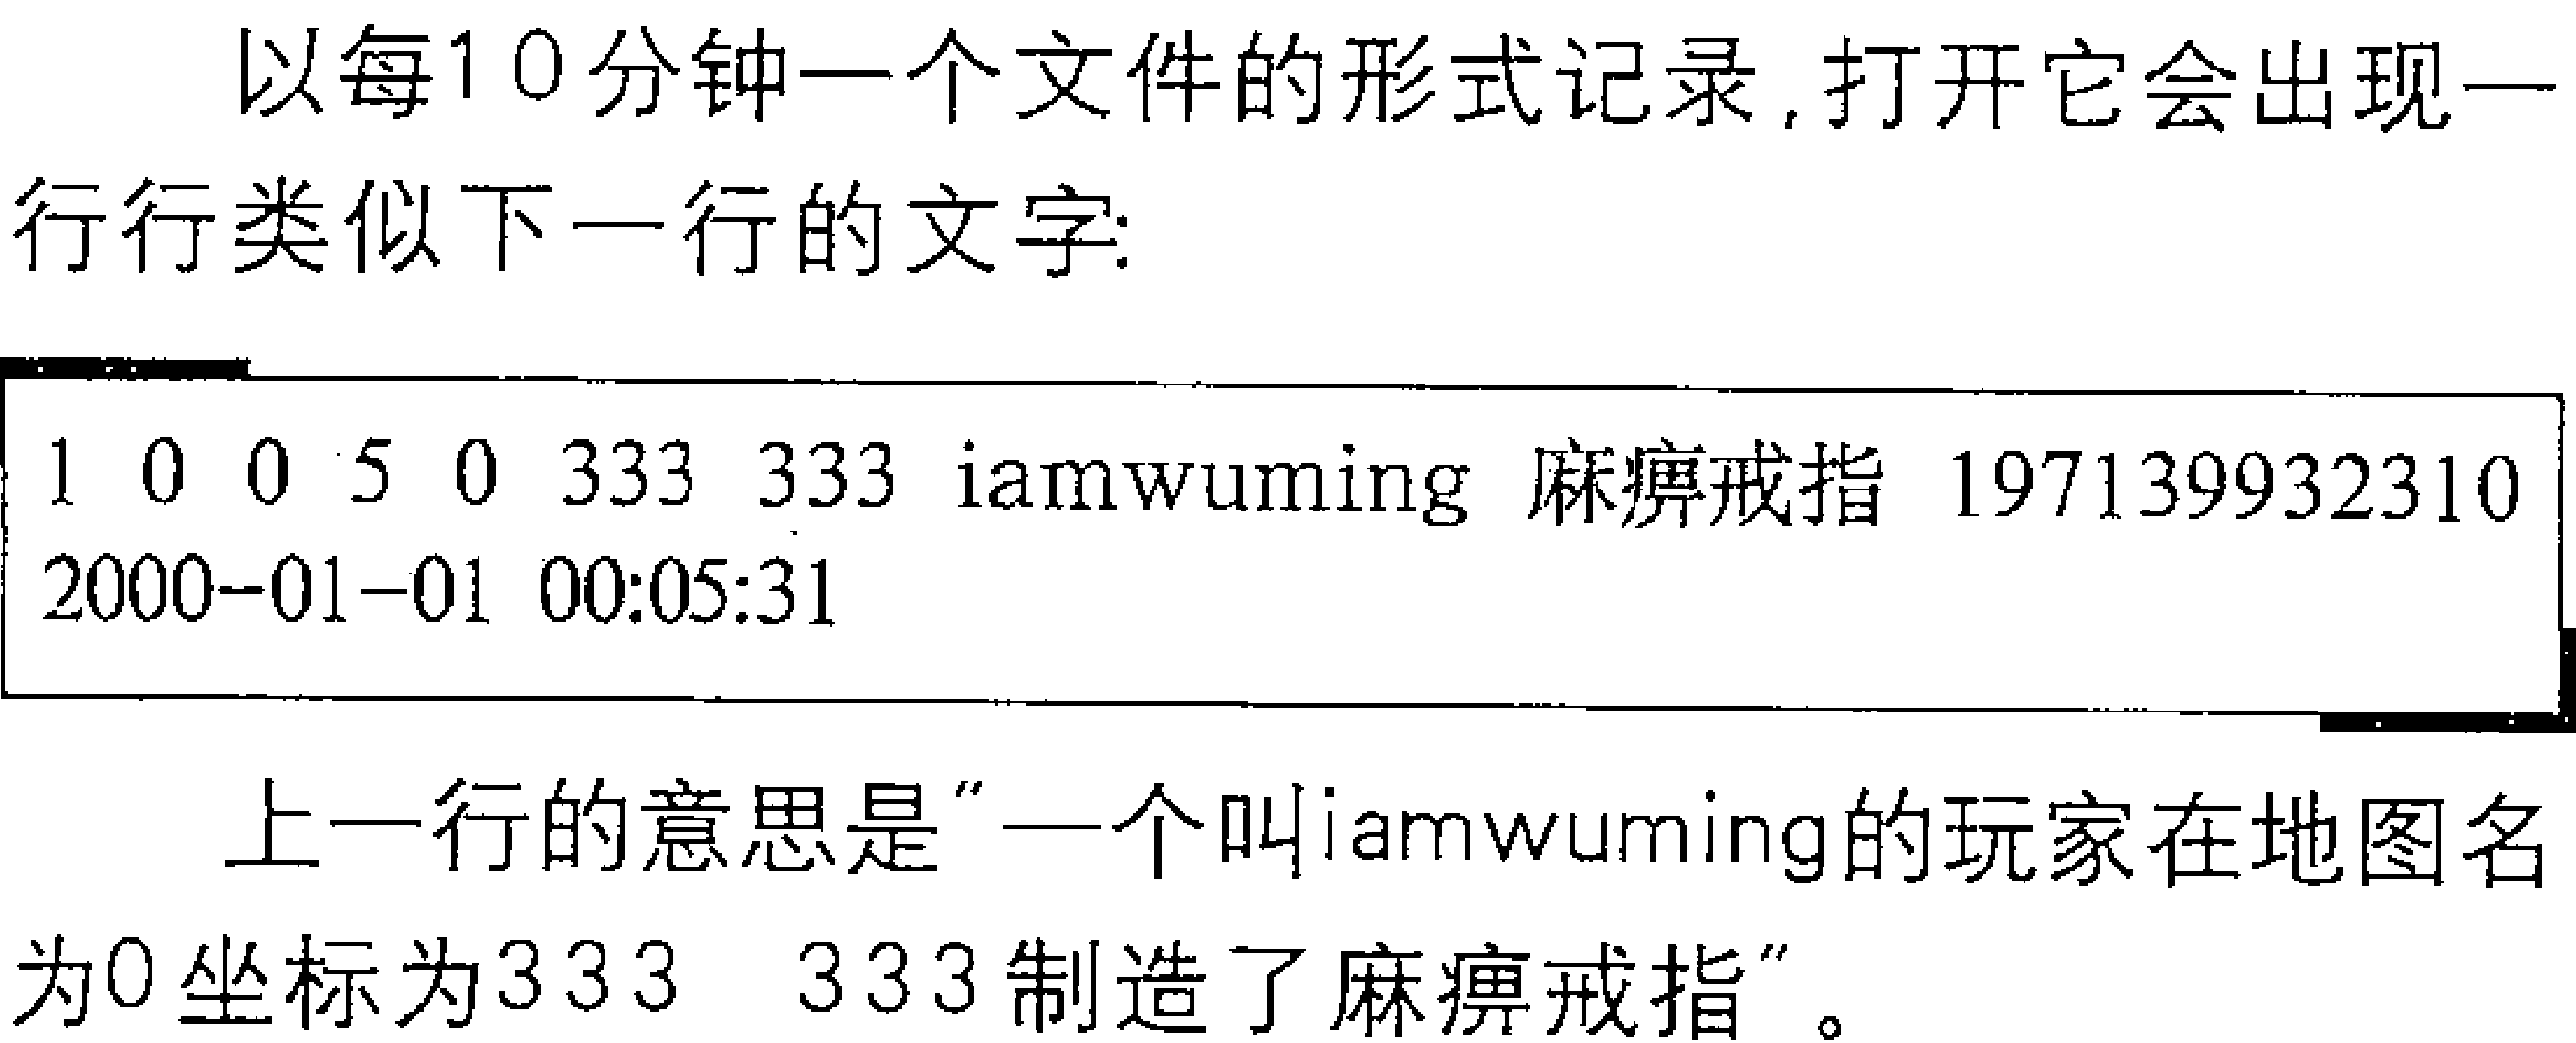 以每10分钟一个文件的形式记录,打开它会出现一
行行类似下一行的文字:
1 0 0 5 0 333 333 iamwuming 麻痹戒指 197139932310
2000-01-01 00:05:31
上一行的意思是"一个叫iamwuming的玩家在地图名
为0坐标为333 333制造了麻痹戒指"。